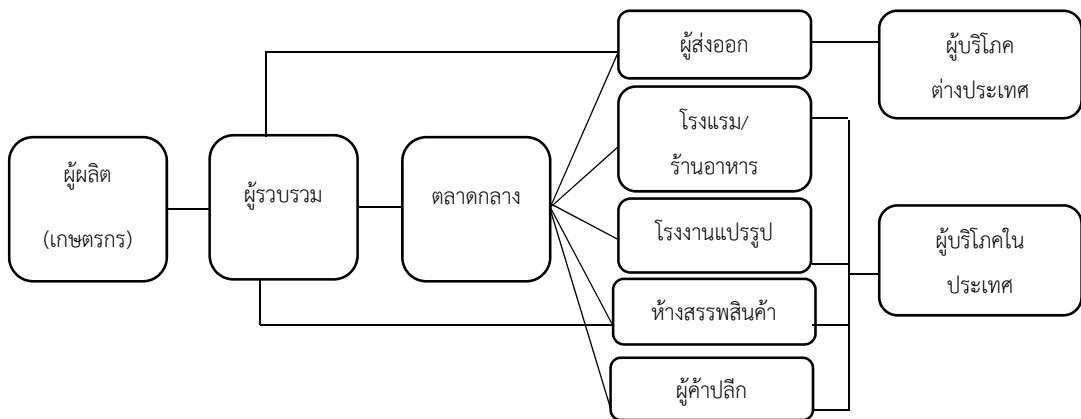 ผู้ผลิต
(เกษตรกร)
ผู้รวบรวม
ตลาดกลาง
ผู้ส่งออก
โรงแรม/
ร้านอาหาร
โรงงานแปรรูป
ห้างสรรพสินค้า
ผู้ค้าปลีก
ผู้บริโภค
ต่างประเทศ
ผู้บริโภคใน
ประเทศ